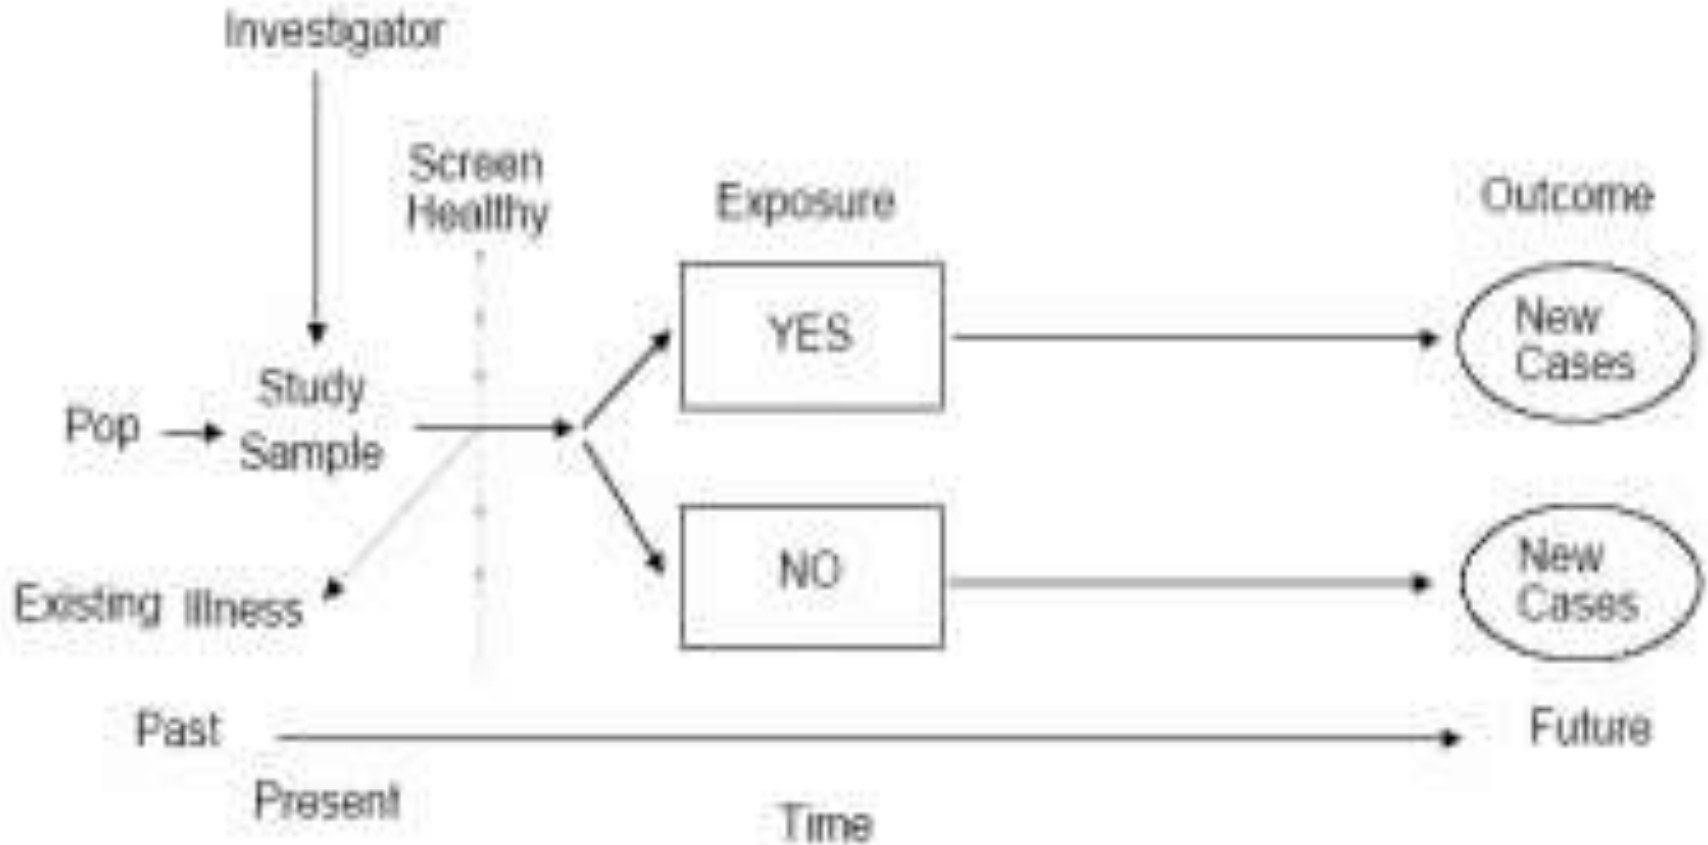 Investigator
Screen
Healthy
Exposure
Outcome
YES
New
Cases
Study
Pop
Sample
NO
New
Cases
Existing Illness
Past
Future
Present
Time